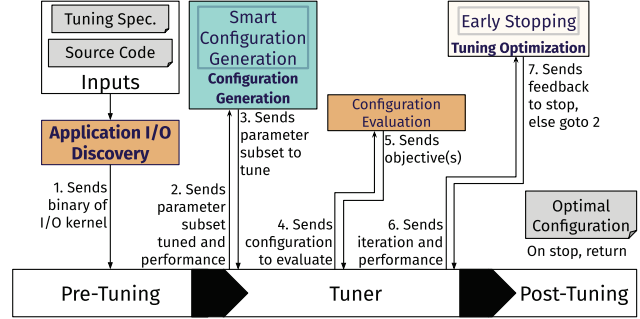 Tuning Spec.
Source Code
Inputs
Application I/O
Discovery
1. Sends
binary of
I/O kernel
Smart
Configuration
Generation
Configuration
Generation
2. Sends
parameter
subset
tuned and
performance
3. Sends
parameter
subset to
tune
Configuration
Evaluation
4. Sends
configuration
to evaluate
5. Sends
objective(s)
Early Stopping
Tuning Optimization
6. Sends
iteration and
performance
7. Sends
feedback
to stop,
else goto 2
Optimal
Configuration
On stop, return
Pre-Tuning
Tuner
Post-Tuning